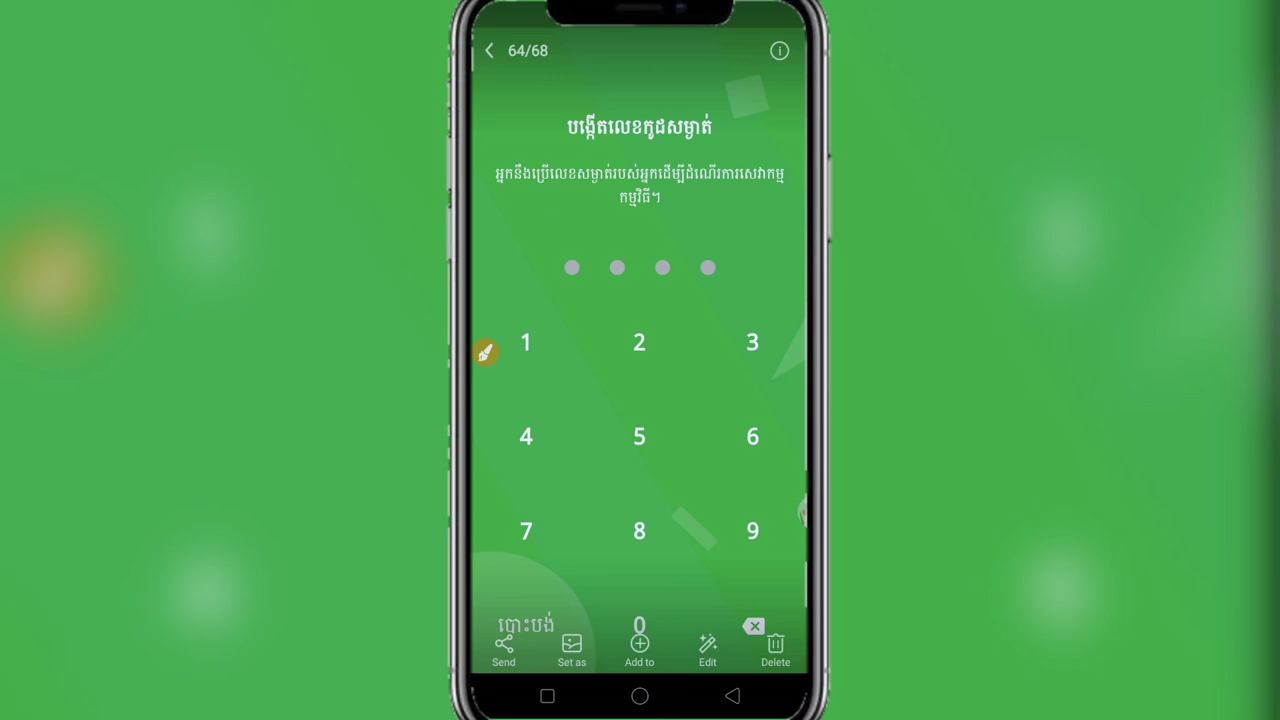 64/68
បង្កើតលេខកូដសម្ងាត់
អ្នកនឹងប្រើលេខសម្ងាត់របស់អ្នកដើម្បីដំណើរការសេវាកម្ម
កម្មវិធី។
1 2 3
4 5 6
7 8 9
បោះបង់ 0
Send Set as Add to Edit Delete